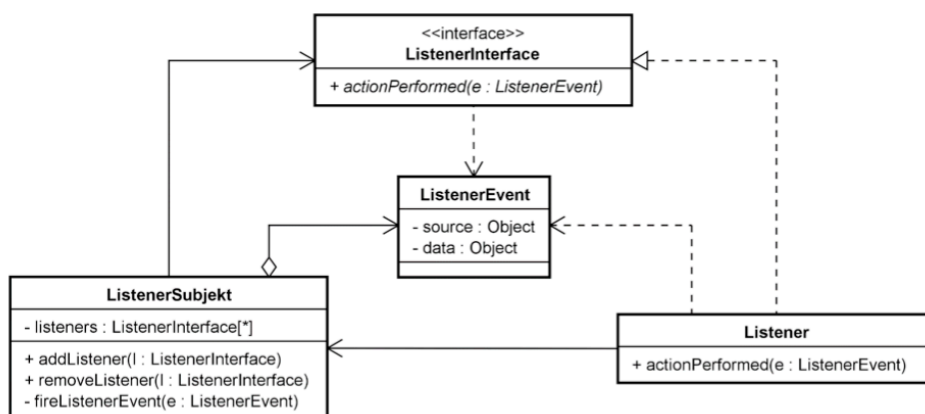 <<interface>>
ListenerInterface
+ actionPerformed(e : ListenerEvent)
ListenerEvent
- source : Object
- data : Object
ListenerSubjekt
- listeners : ListenerInterface[*]
+ addListener(l : ListenerInterface)
+ removeListener(l : ListenerInterface)
- fireListenerEvent(e : ListenerEvent)
Listener
+ actionPerformed(e : ListenerEvent)